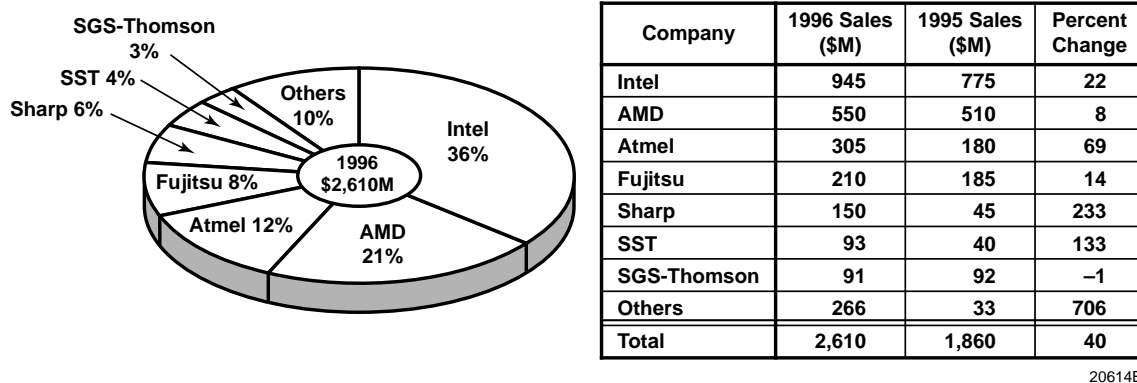 SGS-Thomson
3%
SST 4%
Sharp 6%
Others
10%
Intel
36%
1996
$2,610M
Fujitsu 8%
Atmel 12%
AMD
21%
Company 1996 Sales ($M) 1995 Sales ($M) Percent Change
Intel 945 775 22
AMD 550 510 8
Atmel 305 180 69
Fujitsu 210 185 14
Sharp 150 45 233
SST 93 40 133
SGS-Thomson 91 92 –1
Others 266 33 706
Total 2,610 1,860 40